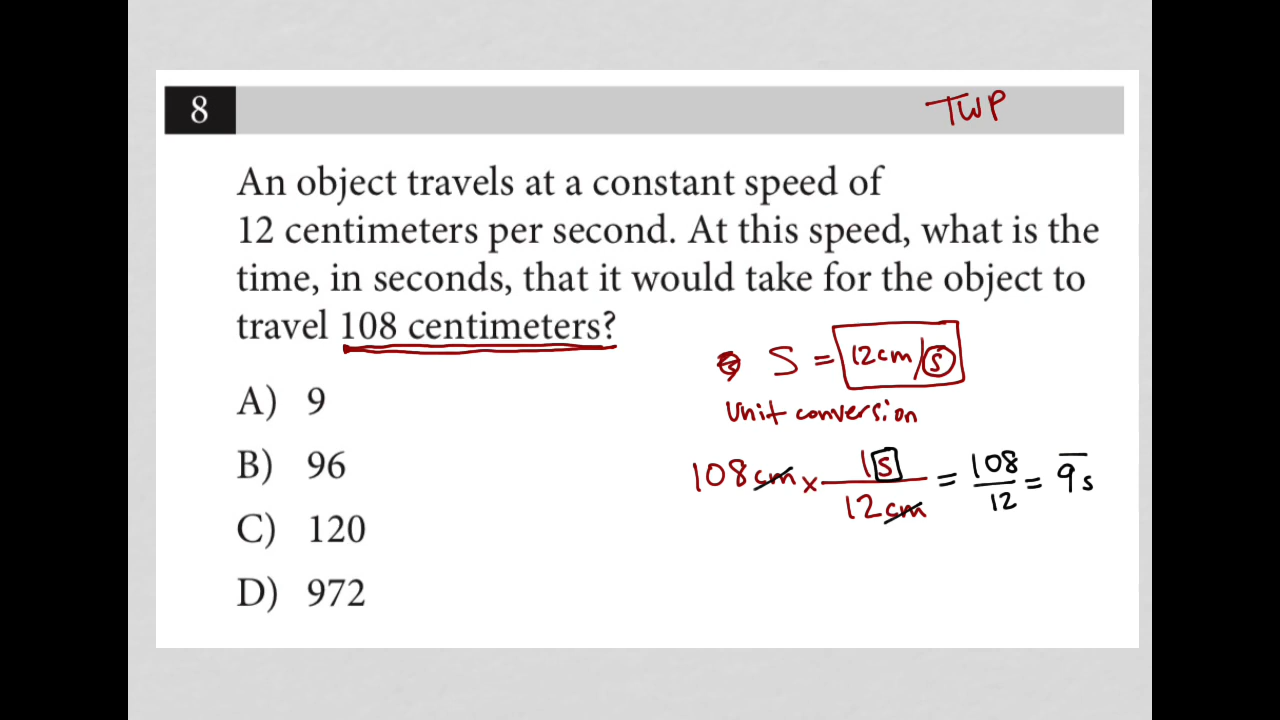 8
TWP
An object travels at a constant speed of
12 centimeters per second. At this speed, what is the
time, in seconds, that it would take for the object to
travel 108 centimeters?
S = 12cm/s
unit conversion
A) 9
B) 96
C) 120
D) 972
108cm x 1s/12cm = 108/12 = 9s